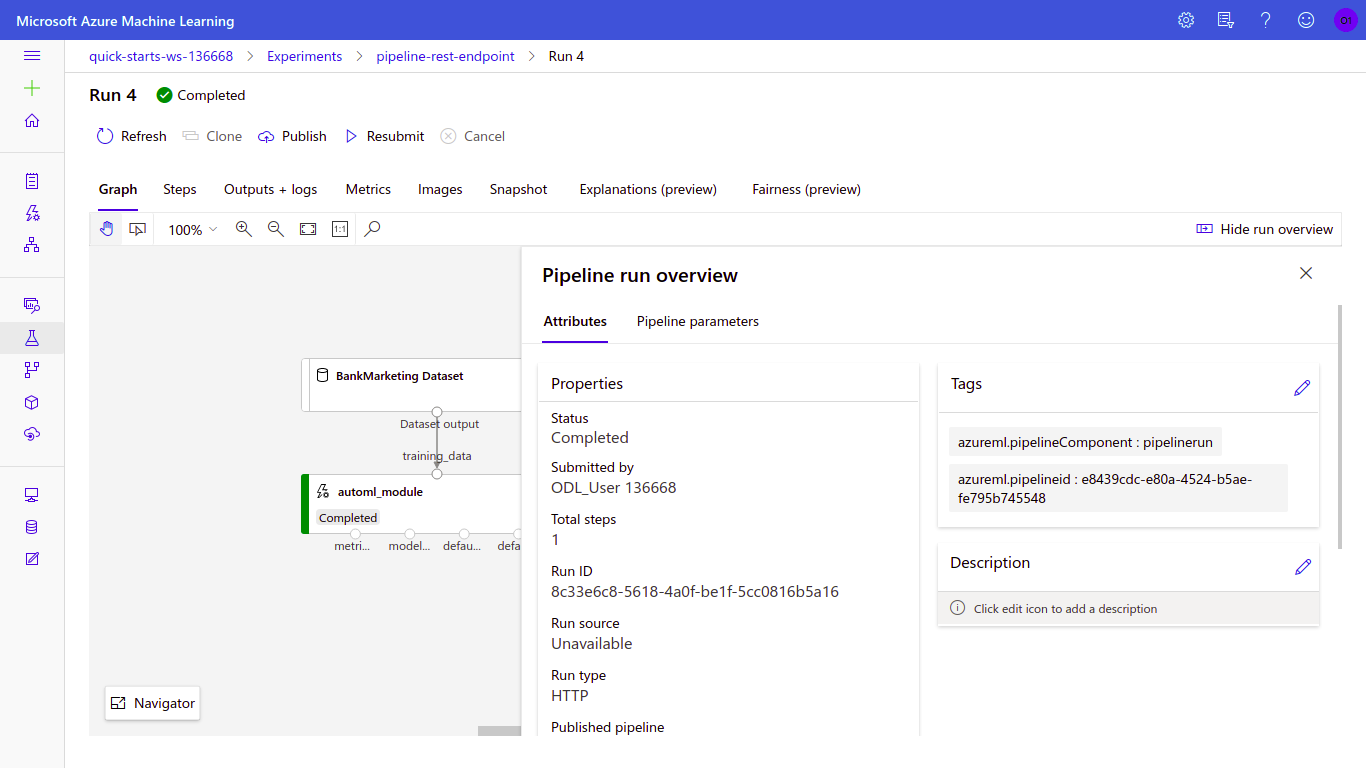 Microsoft Azure Machine Learning
O1
quick-starts-ws-136668 > Experiments > pipeline-rest-endpoint > Run 4
Run 4 Completed
Refresh Clone Publish Resubmit Cancel
Graph Steps Outputs + logs Metrics Images Snapshot Explanations (preview) Fairness (preview)
100% 1:1 Hide run overview
BankMarketing Dataset
Dataset output
training_data
automl_module
Completed
metri... model... defau... defa
Navigator
Pipeline run overview
Attributes Pipeline parameters
Properties
Status
Completed
Submitted by
ODL_User 136668
Total steps
1
Run ID
8c33e6c8-5618-4a0f-be1f-5cc0816b5a16
Run source
Unavailable
Run type
HTTP
Published pipeline
Tags
azureml.pipelineComponent : pipelinerun
azureml.pipelineid : e8439cdc-e80a-4524-b5ae-
fe795b745548
Description
Click edit icon to add a description